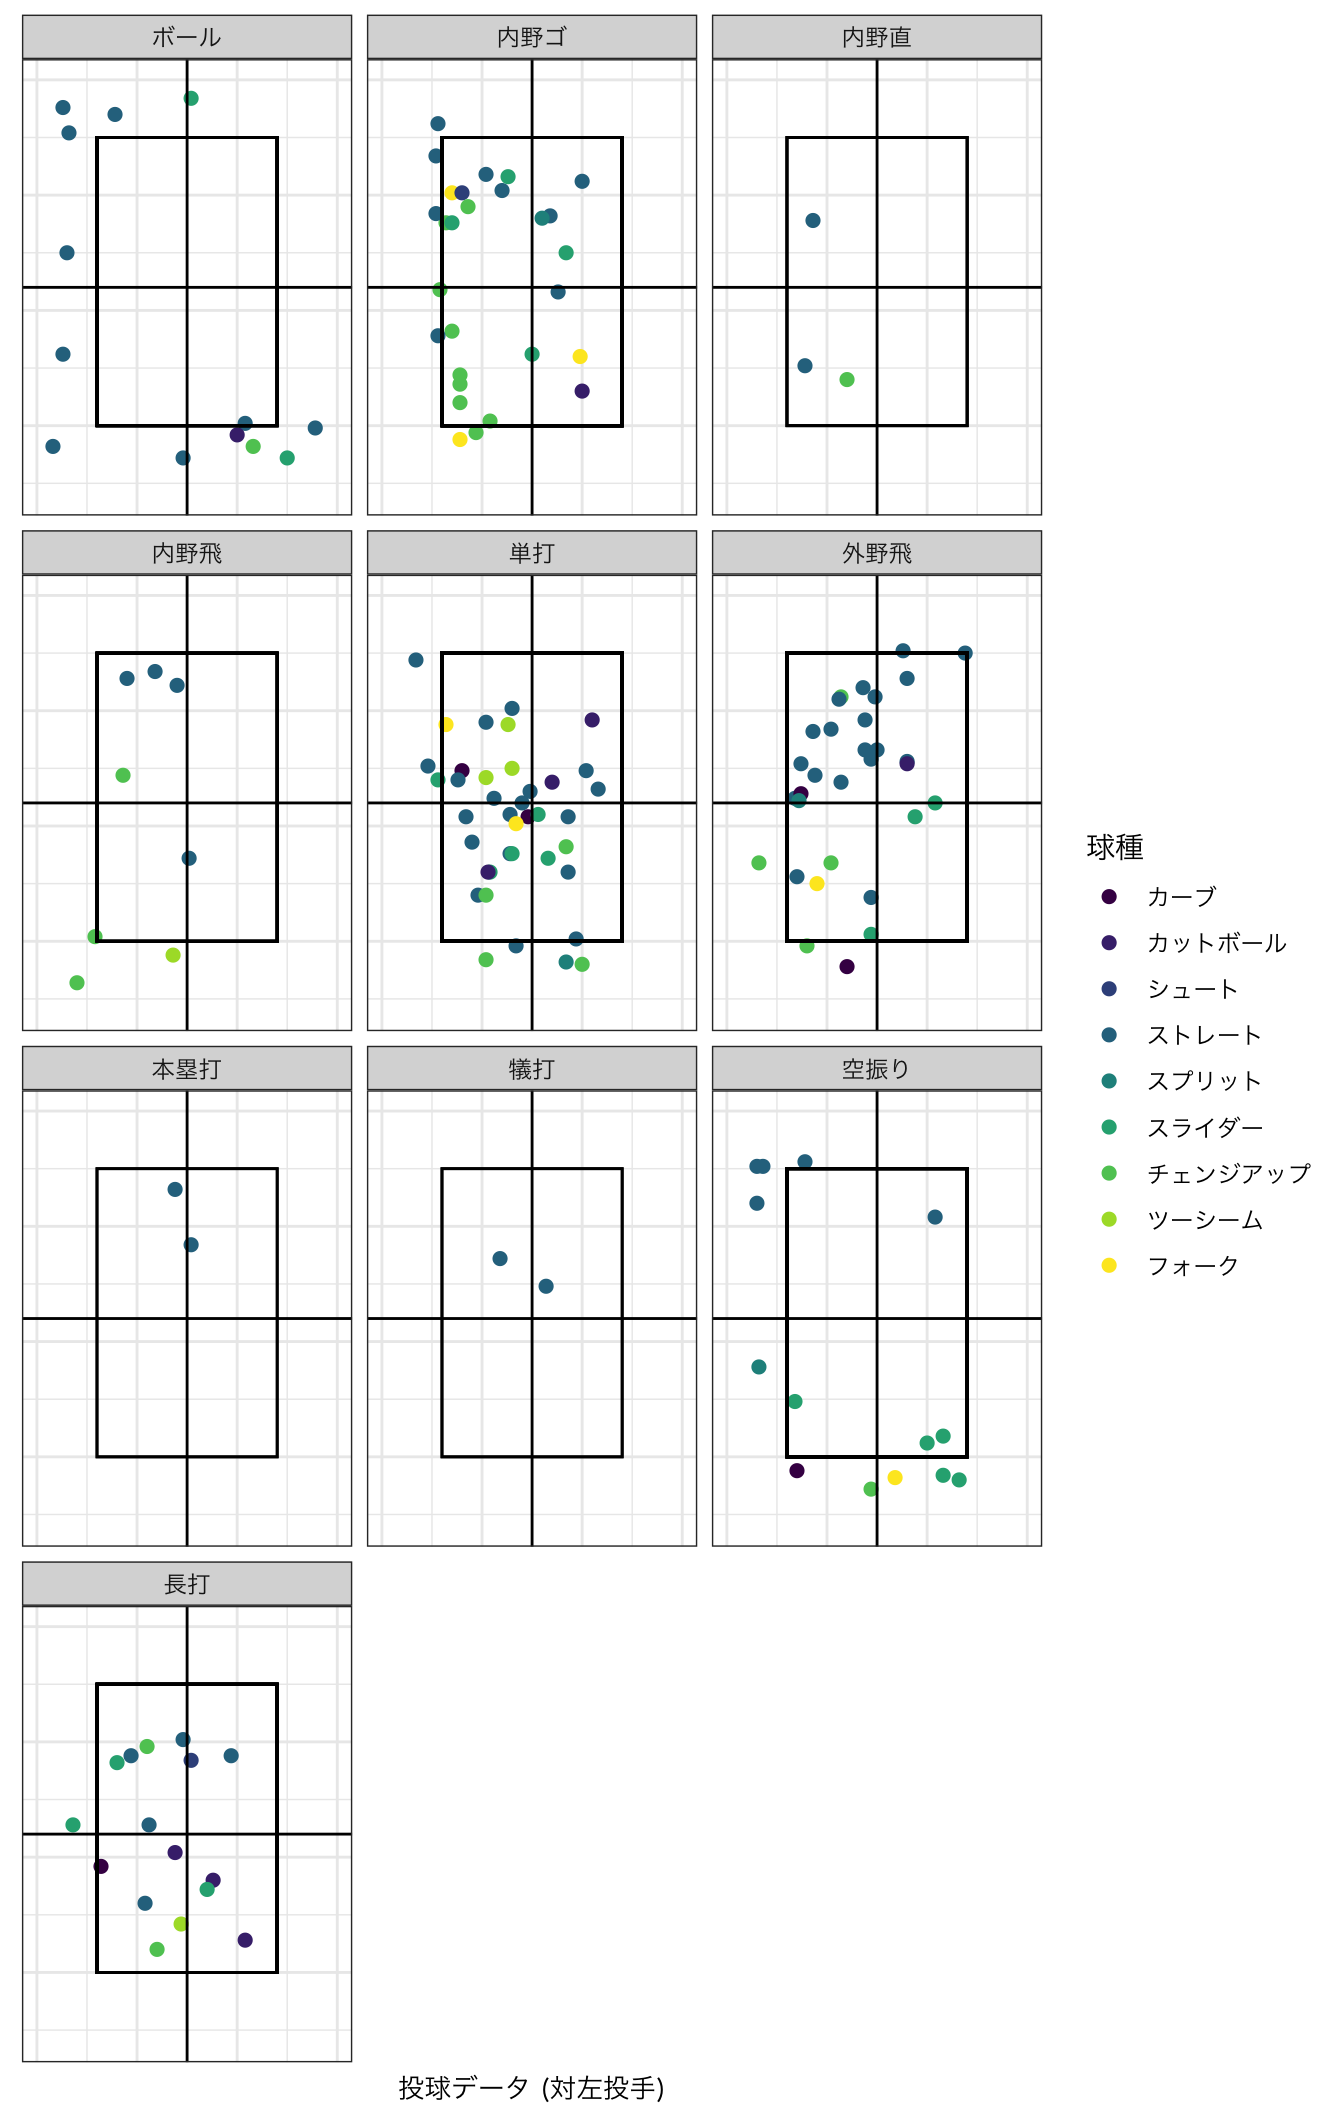 ボール
内野ゴ
内野直
内野飛
単打
外野飛
本塁打
犠打
空振り
長打
球種
カーブ
カットボール
シュート
ストレート
スプリット
スライダー
チェンジアップ
ツーシーム
フォーク
投球データ (対左投手)